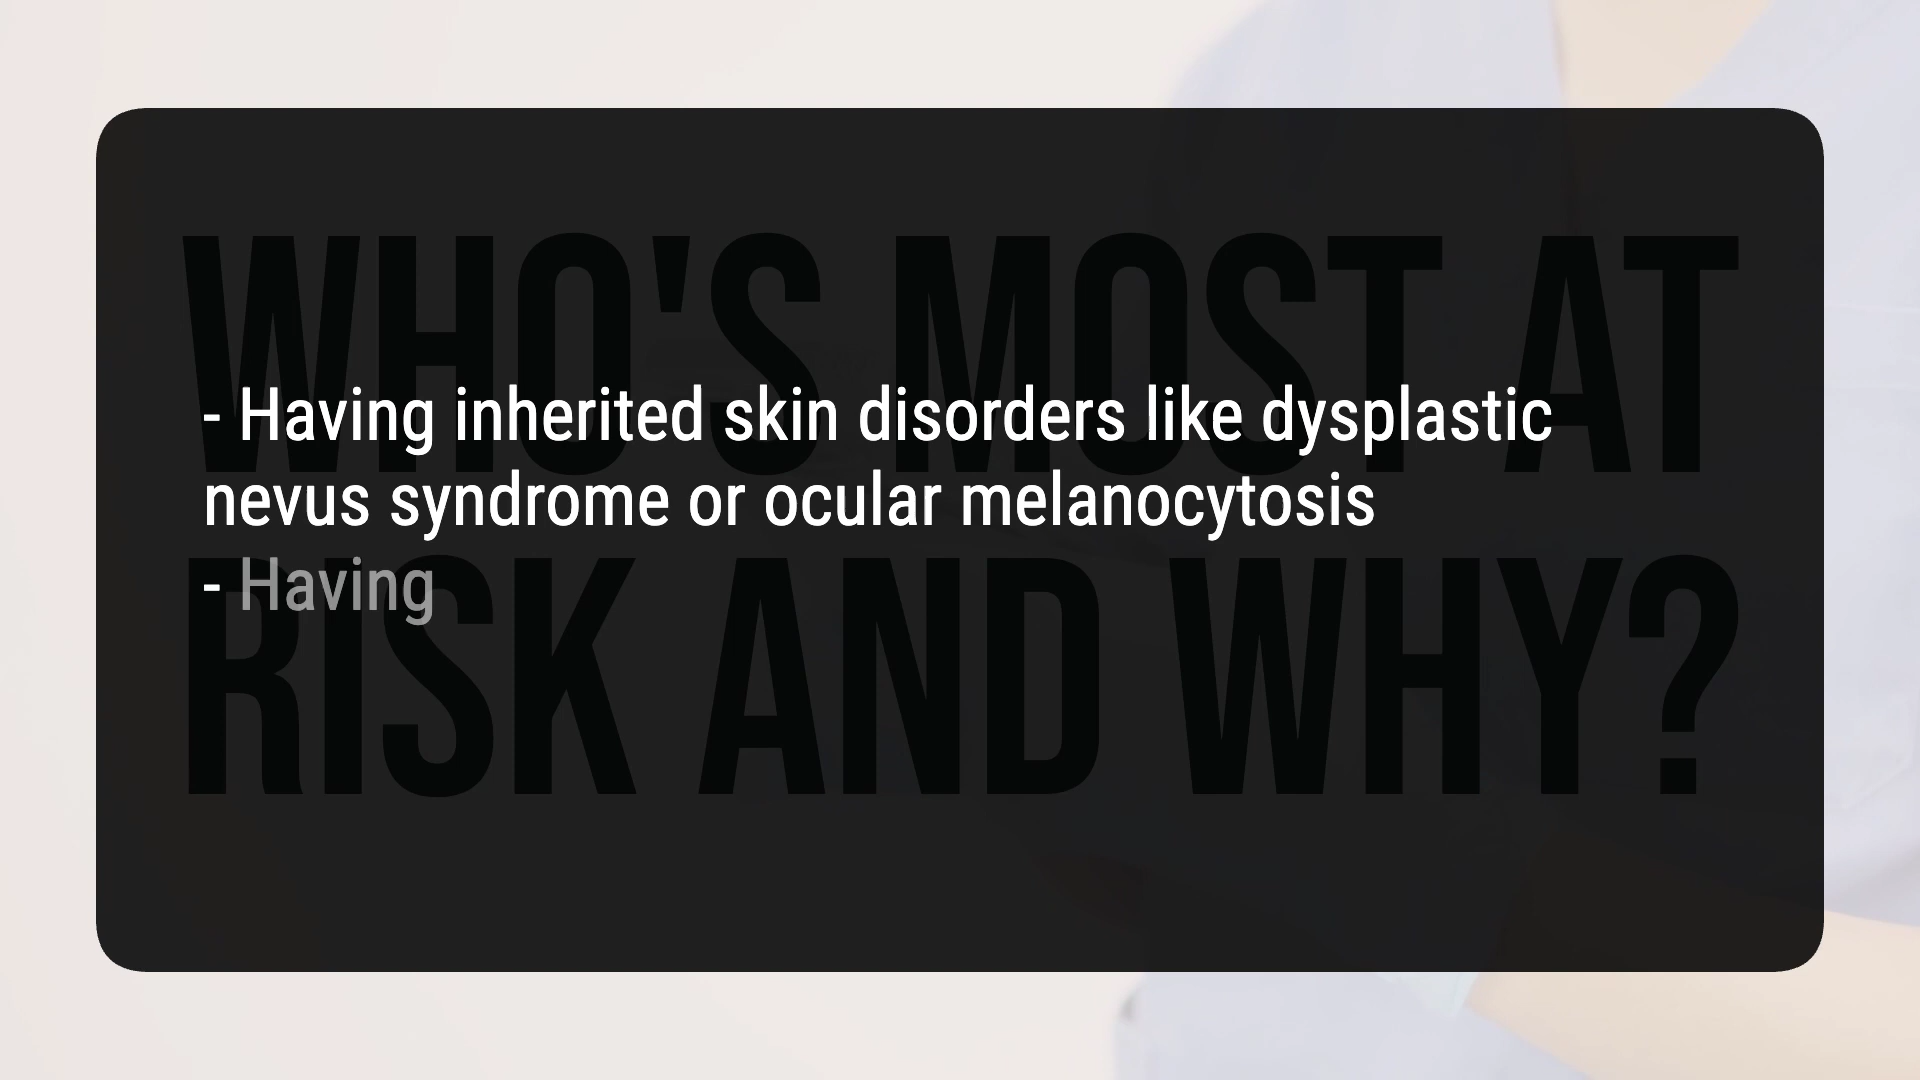 WHO'S MOST AT
- Having inherited skin disorders like dysplastic
nevus syndrome or ocular melanocytosis
- Having
RISK AND WHY?